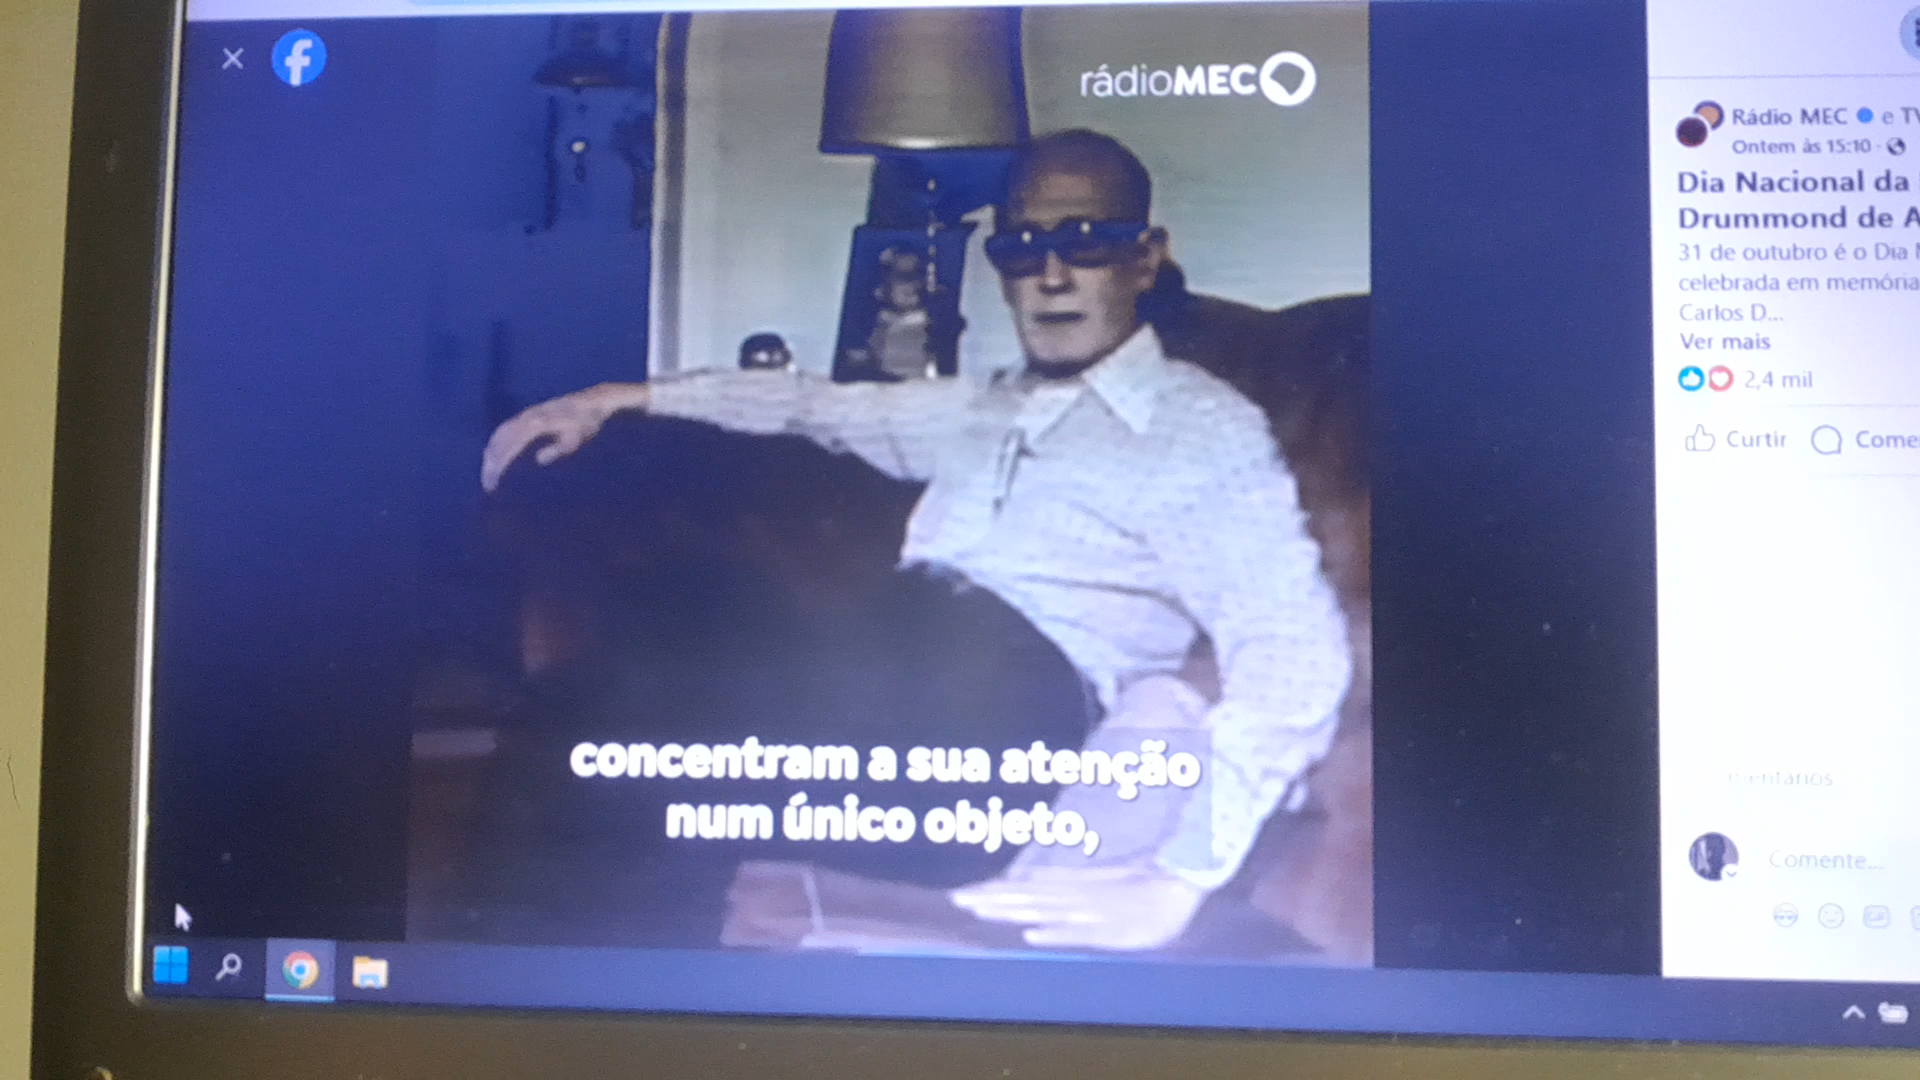 rádioMEC
concentram a sua atenção
num único objeto,
Rádio MEC e TV
Ontem às 15:10
Dia Nacional da
Drummond de A
31 de outubro é o Dia
celebrada em memória
Carlos D...
Ver mais
2,4 mil
Curtir Come
mentários
Comente...